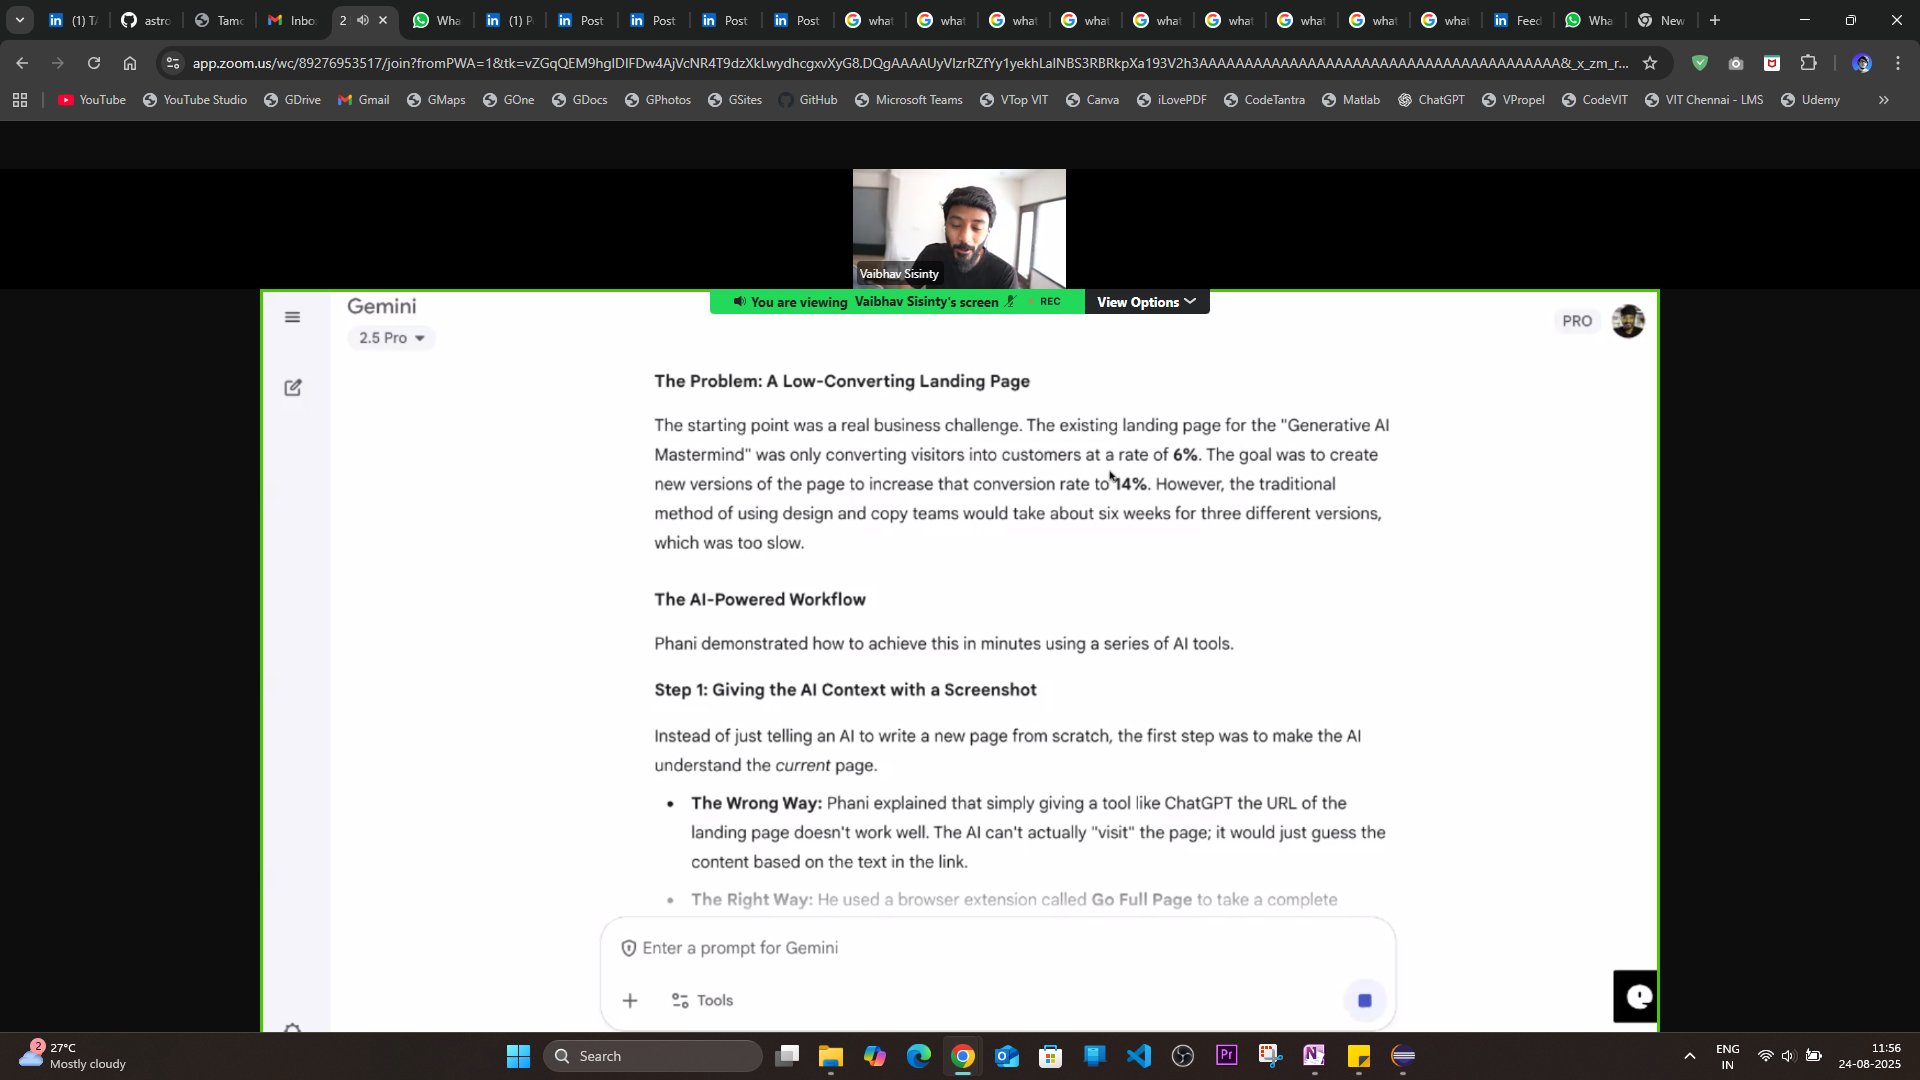 (1) TA
astro
Tamo
Inbo
2
Wha
(1) P
Post
Post
Post
Post
what
what
what
what
what
what
what
what
what
Feed
Wha
New
Vaibhav Sisinty
YouTube
YouTube Studio
GDrive
Gmail
GMaps
GOne
GDocs
GPhotos
GSites
GitHub
Microsoft Teams
VTop VIT
Canva
iLovePDF
CodeTantra
Matlab
ChatGPT
VPropel
CodeVIT
VIT Chennai - LMS
Udemy
You are viewing Vaibhav Sisinty's screen
REC
View Options
Gemini
2.5 Pro
PRO
The Problem: A Low-Converting Landing Page
The starting point was a real business challenge. The existing landing page for the "Generative AI
Mastermind" was only converting visitors into customers at a rate of 6%. The goal was to create
new versions of the page to increase that conversion rate to 14%. However, the traditional
method of using design and copy teams would take about six weeks for three different versions,
which was too slow.
The AI-Powered Workflow
Phani demonstrated how to achieve this in minutes using a series of AI tools.
Step 1: Giving the AI Context with a Screenshot
Instead of just telling an AI to write a new page from scratch, the first step was to make the AI
understand the current page.
• The Wrong Way: Phani explained that simply giving a tool like ChatGPT the URL of the
landing page doesn't work well. The AI can't actually "visit" the page; it would just guess the
content based on the text in the link.
• The Right Way: He used a browser extension called Go Full Page to take a complete
Enter a prompt for Gemini
Tools
2
27°C
Mostly cloudy
Search
Pr
ENG
IN
11:56
24-08-2025